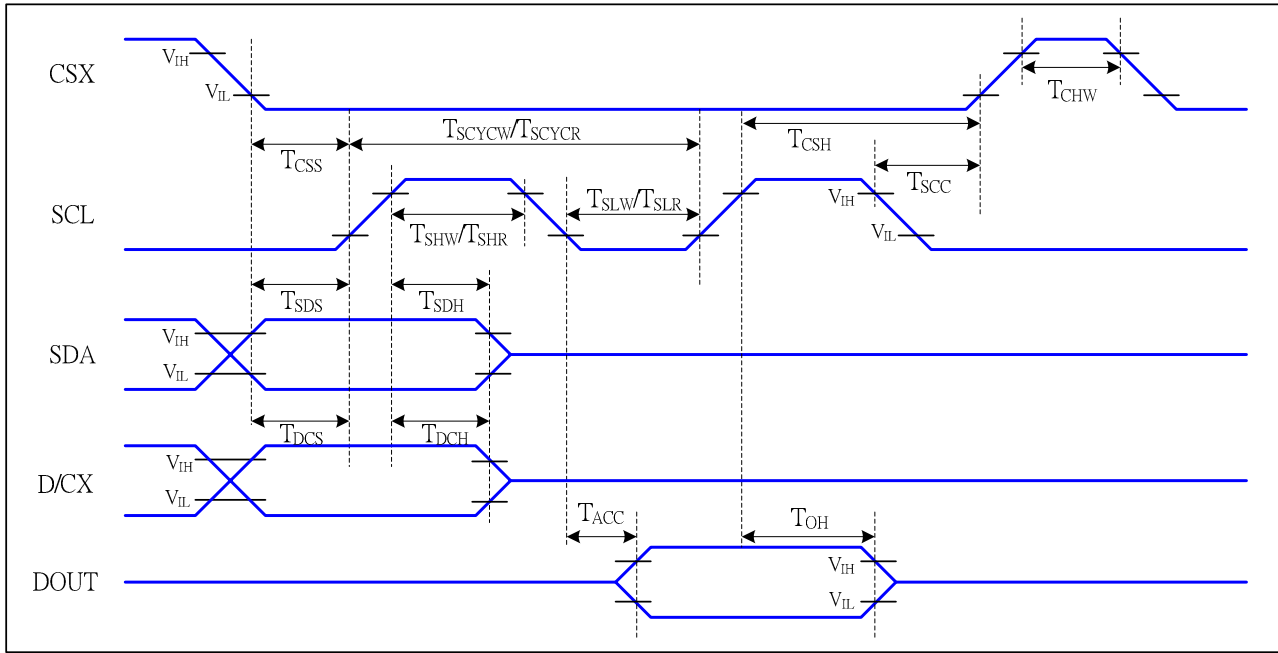 CSX
VIH
VIL
TCHW
TCSS
TSCYCW/TSCYCR
TCSH
TSCC
SCL
TSHW/TSHR
TSLW/TSLR
VIH
VIL
TSDS
TSDH
SDA
VIH
VIL
TDCS
TDCH
D/CX
VIH
VIL
TACC
TOH
DOUT
VIH
VIL